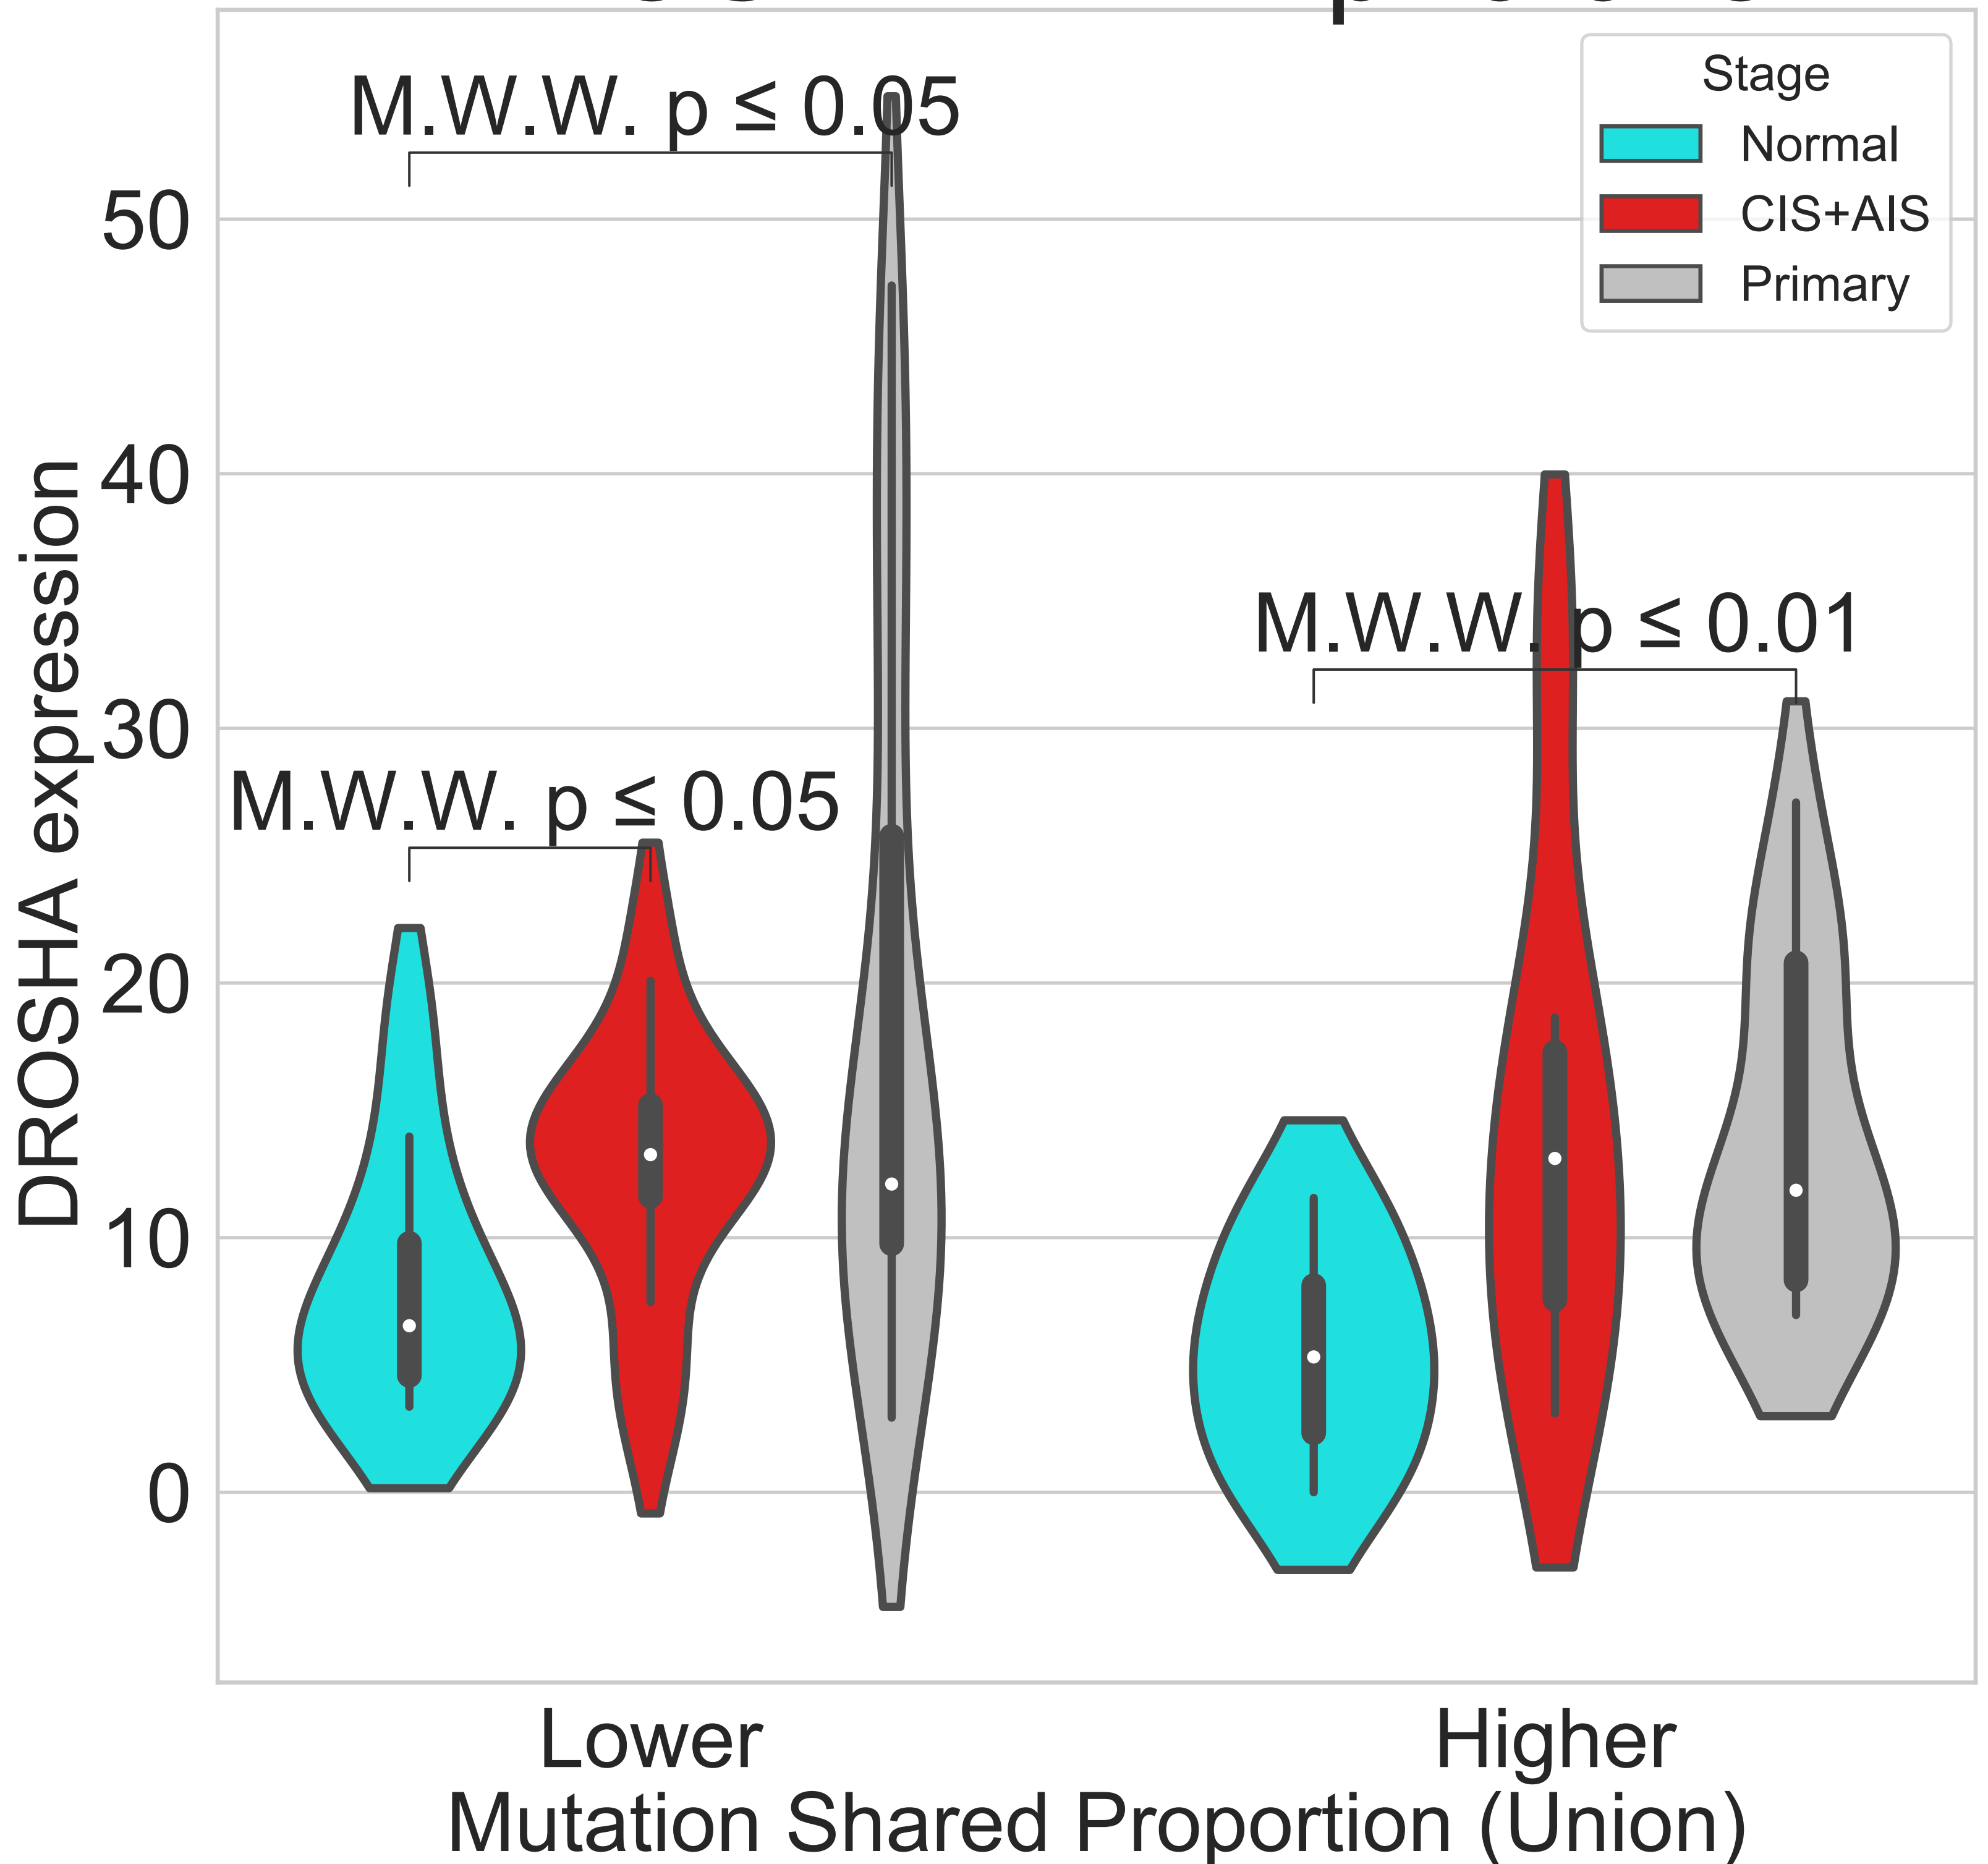 M.W.W. p ≤ 0.05
Stage
Normal
CIS+AIS
Primary
50
40
M.W.W. p ≤ 0.01
30
M.W.W. p ≤ 0.05
20
10
0
DROSHA expression
Lower
Higher
Mutation Shared Proportion (Union)